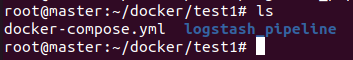 root@master:~/docker/test1# ls
docker-compose.yml  logstash_pipeline
root@master:~/docker/test1#